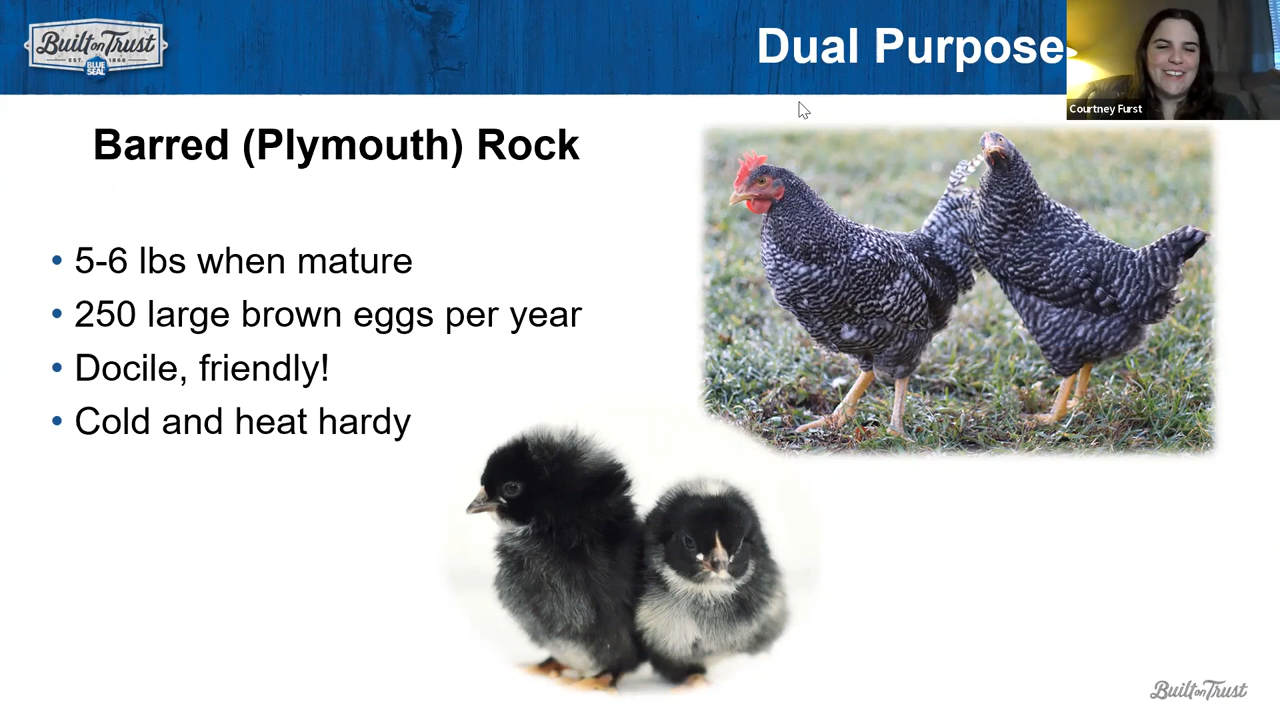 Built on Trust
EST. 1868
BLUE
SEAL
Dual Purpose
Courtney Furst
Barred (Plymouth) Rock
• 5-6 lbs when mature
• 250 large brown eggs per year
• Docile, friendly!
• Cold and heat hardy
Built on Trust